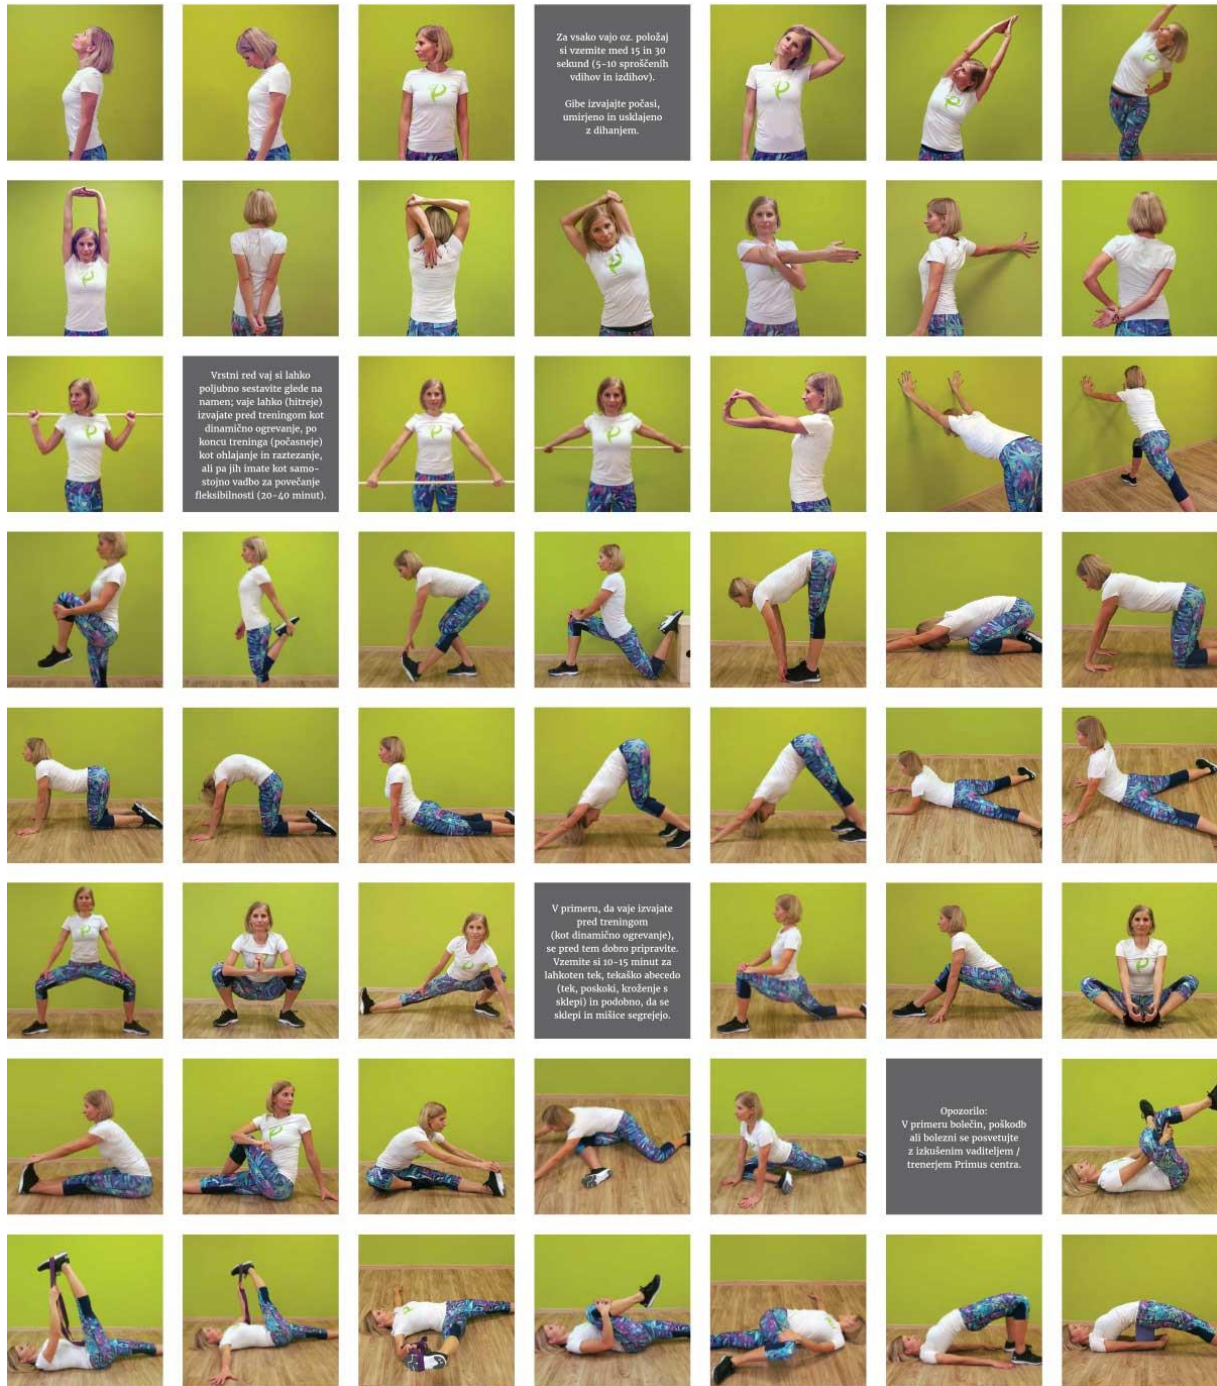 Za vsako vajo oz. položaj
si vzemite med 15 in 30
sekund (5-10 sproščenih
vdihov in izdihov).
Gibe izvajajte počasi,
umirjeno in usklajeno
z dihanjem.
Vrstni red vaj si lahko
poljubno sestavite glede na
namen; vaje lahko (hitreje)
izvajate pred treningom kot
dinamično ogrevanje, po
koncu treninga (počasneje)
kot ohlajanje in raztezanje,
ali pa jih imate kot samo-
stojno vadbo za povečanje
fleksibilnosti (20-40 minut).
V primeru, da vaje izvajate
pred treningom
(kot dinamično ogrevanje),
se pred tem dobro pripravite.
Vzemite si 10-15 minut za
lahkoten tek, tekaško abecedo
(tek, poskoki, kroženje s
sklepi) in podobno, da se
sklepi in mišice segrejejo.
Opozorilo:
V primeru bolečin, poškodb
ali bolezni se posvetujte
z izkušenim vaditeljem /
trenerjem Primus centra.